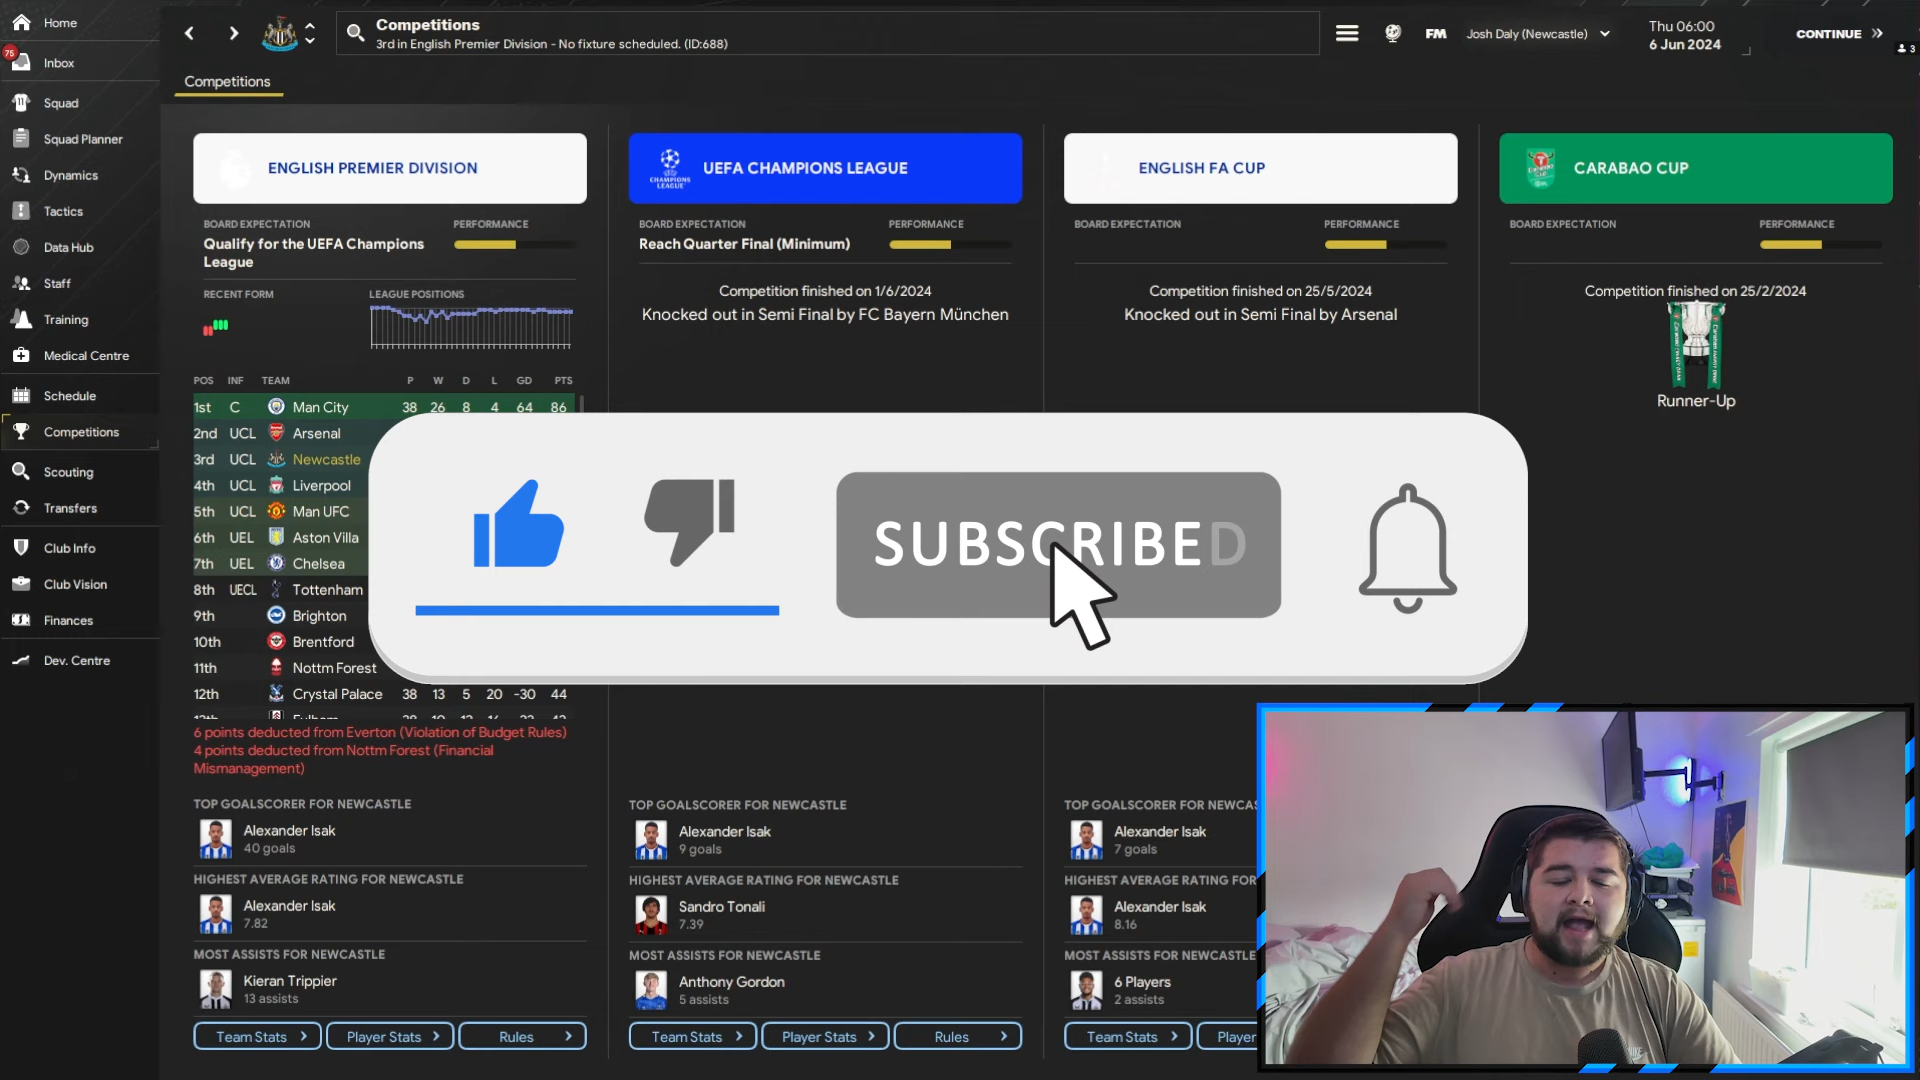 Home
75
Inbox
Squad
Squad Planner
Dynamics
Tactics
Data Hub
Staff
Training
Medical Centre
Schedule
Competitions
Scouting
Transfers
Club Info
Club Vision
Finances
Dev. Centre
Competitions
3rd in English Premier Division - No fixture scheduled. (ID:688)
FM
Josh Daly (Newcastle)
Thu 06:00
6 Jun 2024
CONTINUE
3
Competitions
ENGLISH PREMIER DIVISION
BOARD EXPECTATION PERFORMANCE
Qualify for the UEFA Champions
League
RECENT FORM LEAGUE POSITIONS
POS INF TEAM P W D L GD PTS
1st C Man City 38 26 8 4 64 86
2nd UCL Arsenal
3rd UCL Newcastle
4th UCL Liverpool
5th UCL Man UFC
6th UEL Aston Villa
7th UEL Chelsea
8th UECL Tottenham
9th Brighton
10th Brentford
11th Nottm Forest
12th Crystal Palace 38 13 5 20 -30 44
6 points deducted from Everton (Violation of Budget Rules)
4 points deducted from Nottm Forest (Financial
Mismanagement)
TOP GOALSCORER FOR NEWCASTLE
Alexander Isak
40 goals
HIGHEST AVERAGE RATING FOR NEWCASTLE
Alexander Isak
7.82
MOST ASSISTS FOR NEWCASTLE
Kieran Trippier
13 assists
Team Stats Player Stats Rules
CHAMPIONS
LEAGUE
UEFA CHAMPIONS LEAGUE
BOARD EXPECTATION PERFORMANCE
Reach Quarter Final (Minimum)
Competition finished on 1/6/2024
Knocked out in Semi Final by FC Bayern München
TOP GOALSCORER FOR NEWCASTLE
Alexander Isak
9 goals
HIGHEST AVERAGE RATING FOR NEWCASTLE
Sandro Tonali
7.39
MOST ASSISTS FOR NEWCASTLE
Anthony Gordon
5 assists
Team Stats Player Stats Rules
ENGLISH FA CUP
BOARD EXPECTATION PERFORMANCE
Competition finished on 25/5/2024
Knocked out in Semi Final by Arsenal
TOP GOALSCORER FOR NEWCA
Alexander Isak
7 goals
HIGHEST AVERAGE RATING FOR
Alexander Isak
8.16
MOST ASSISTS FOR NEWCASTLE
6 Players
2 assists
Team Stats Player
CARABAO CUP
BOARD EXPECTATION PERFORMANCE
Competition finished on 25/2/2024
Runner-Up
SUBSCRIBED